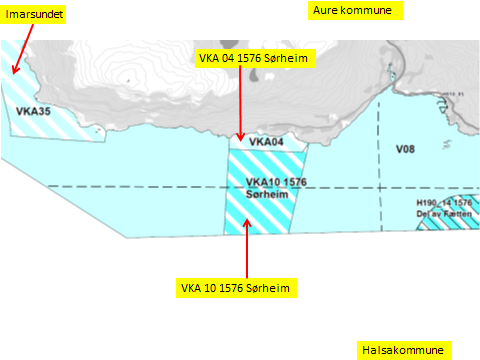 Imarsundet
Aure kommune
VKA 04 1576 Sørheim
VKA35
VKA04
V08
VKA10 1576
Sørheim
H190_14 1576
Del av Fætten
VKA 10 1576 Sørheim
Halsakommune